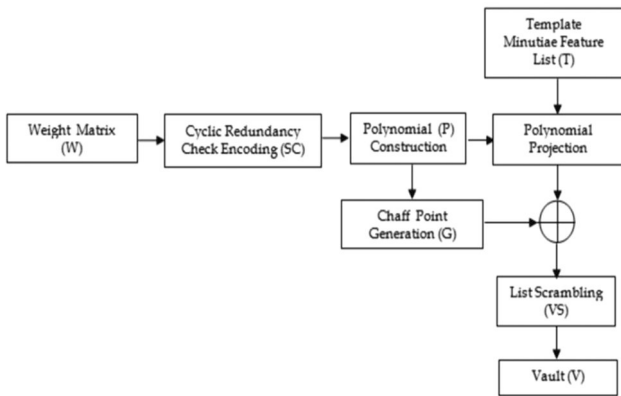 Template
Minutiae Feature
List (T)
Weight Matrix
(W)
Cyclic Redundancy
Check Encoding (SC)
Polynomial (P)
Construction
Polynomial
Projection
Chaff Point
Generation (G)
List Scrambling
(VS)
Vault (V)